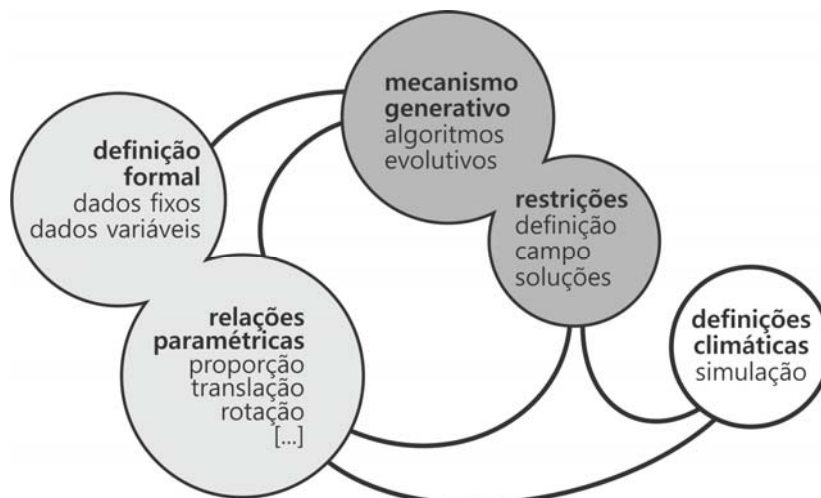 mecanismo
generativo
algoritmos
evolutivos
definição
formal
dados fixos
dados variáveis
restrições
definição
campo
soluções
relações
paramétricas
proporção
translação
rotação
[...]
definições
climáticas
simulação